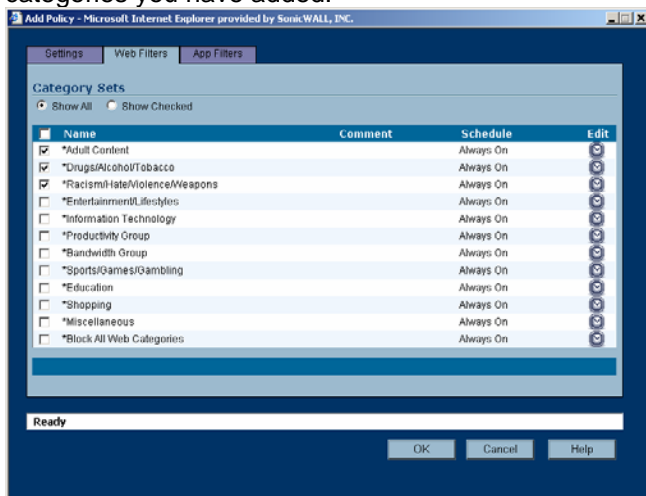 categories you have added.
Add Policy - Microsoft Internet Explorer provided by SonicWALL, INC.
Settings Web Filters App Filters
Category Sets
Show All Show Checked
Name Comment Schedule Edit
*Adult Content Always On
*Drugs/Alcohol/Tobacco Always On
*Racism/Hate/Violence/Weapons Always On
*Entertainment/Lifestyles Always On
*Information Technology Always On
*Productivity Group Always On
*Bandwidth Group Always On
*Sports/Games/Gambling Always On
*Education Always On
*Shopping Always On
*Miscellaneous Always On
*Block All Web Categories Always On
Ready
OK Cancel Help